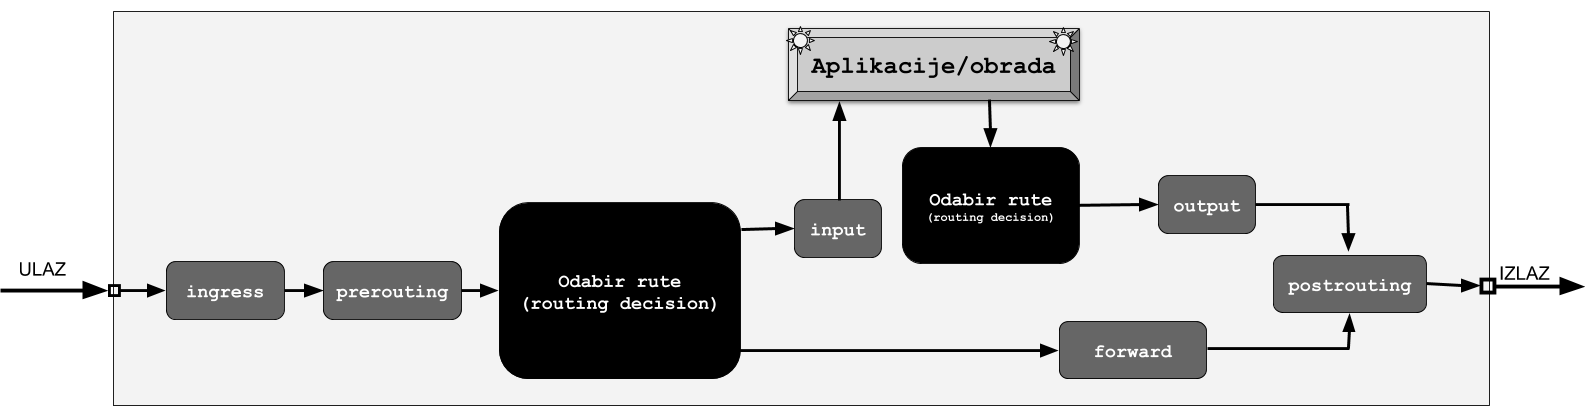 Aplikacije/obrada
Odabir rute
(routing decision)
output
input
ULAZ
ingress
prerouting
Odabir rute
(routing decision)
postrouting
IZLAZ
forward